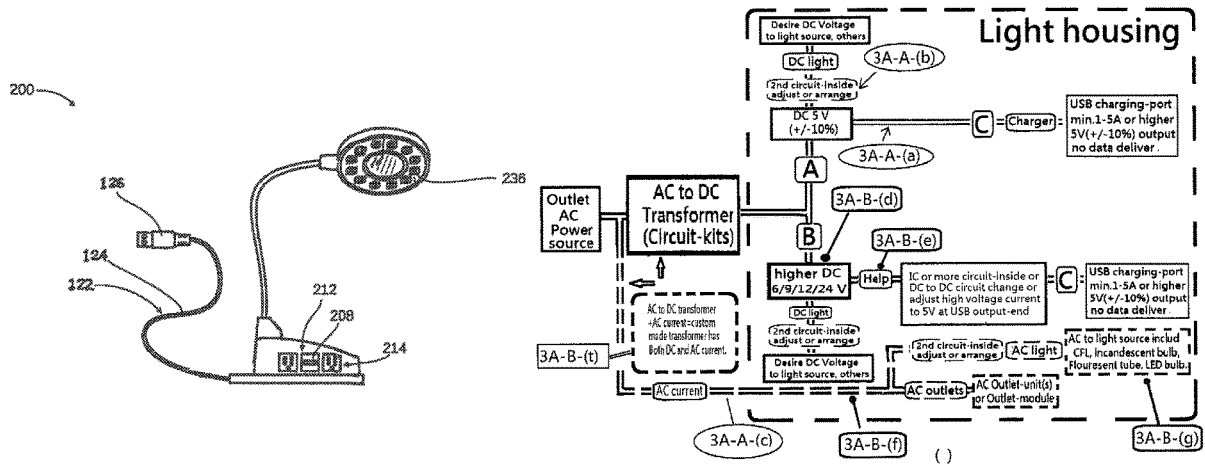 200
126
124
122
236
212
208
214
Light housing
Desire DC Voltage
to light source, others
DC light
2nd circuit-inside
adjust or arrange
3A-A-(b)
DC 5 V
(+/-10%)
C
Charger
USB charging-port
min.1-5A or higher
5V(+/-10%) output
no data deliver.
3A-A-(a)
A
Outlet
AC
Power
source
AC to DC
Transformer
(Circuit-kits)
B
3A-B-(d)
3A-B-(e)
higher DC
6/9/12/24 V
Help
IC or more circuit-inside or
DC to DC circuit change or
adjust high voltage current
to 5V at USB output-end
C
USB charging-port
min.1-5A or higher
5V(+/-10%) output
no data deliver
AC to DC transformer
+AC current=custom
made transformer has
Both DC and AC current.
3A-B-(t)
DC light
2nd circuit-inside
adjust or arrange
Desire DC Voltage
to light source, others
2nd circuit-inside
adjust or arrange
AC light
AC to light source include
CFL, Incandescent bulb,
Flouresent tube, LED bulb.
AC current
AC outlets
AC Outlet-unit(s)
or Outlet-module
3A-A-(c)
3A-B-(f)
3A-B-(g)
( )